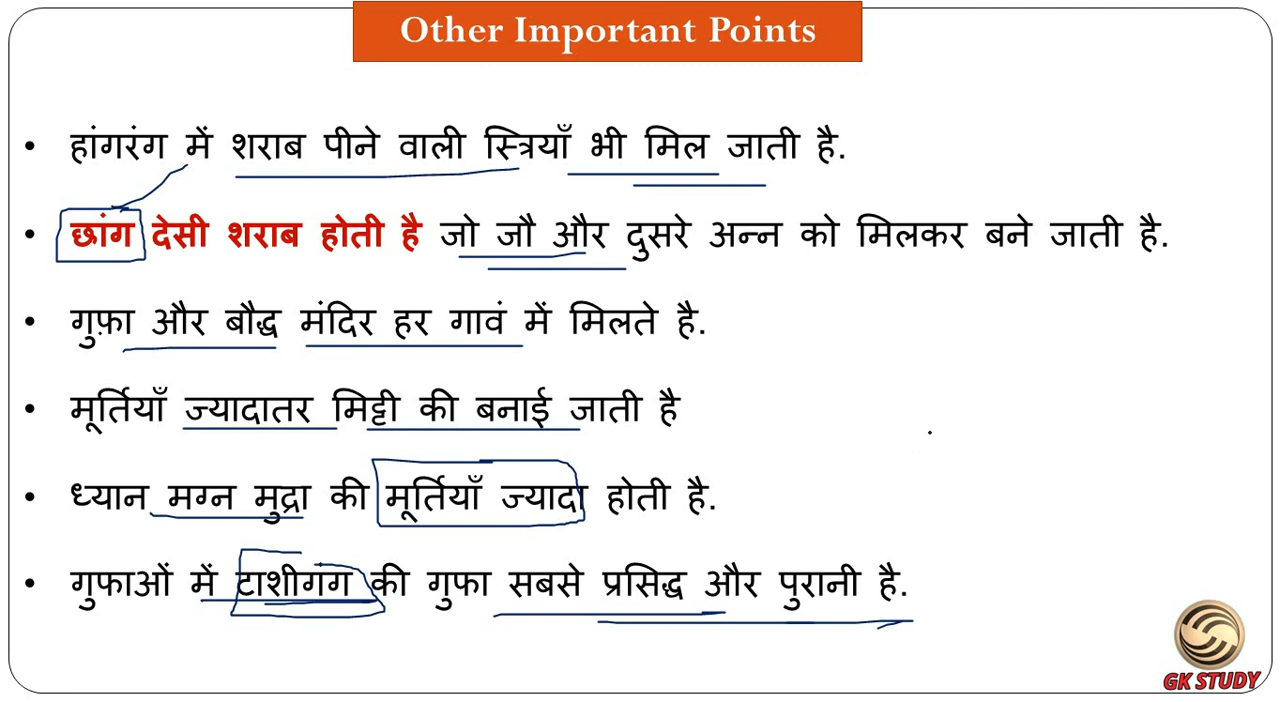 Other Important Points
• हांगरंग में शराब पीने वाली स्त्रियाँ भी मिल जाती है.
• छांग देसी शराब होती है जो जौ और दुसरे अन्न को मिलकर बने जाती है.
• गुफ़ा और बौद्ध मंदिर हर गावं में मिलते है.
• मूर्तियाँ ज्यादातर मिट्टी की बनाई जाती है
• ध्यान मग्न मुद्रा की मूर्तियाँ ज्यादा होती है.
• गुफाओं में टाशीगग की गुफा सबसे प्रसिद्ध और पुरानी है.
GK STUDY